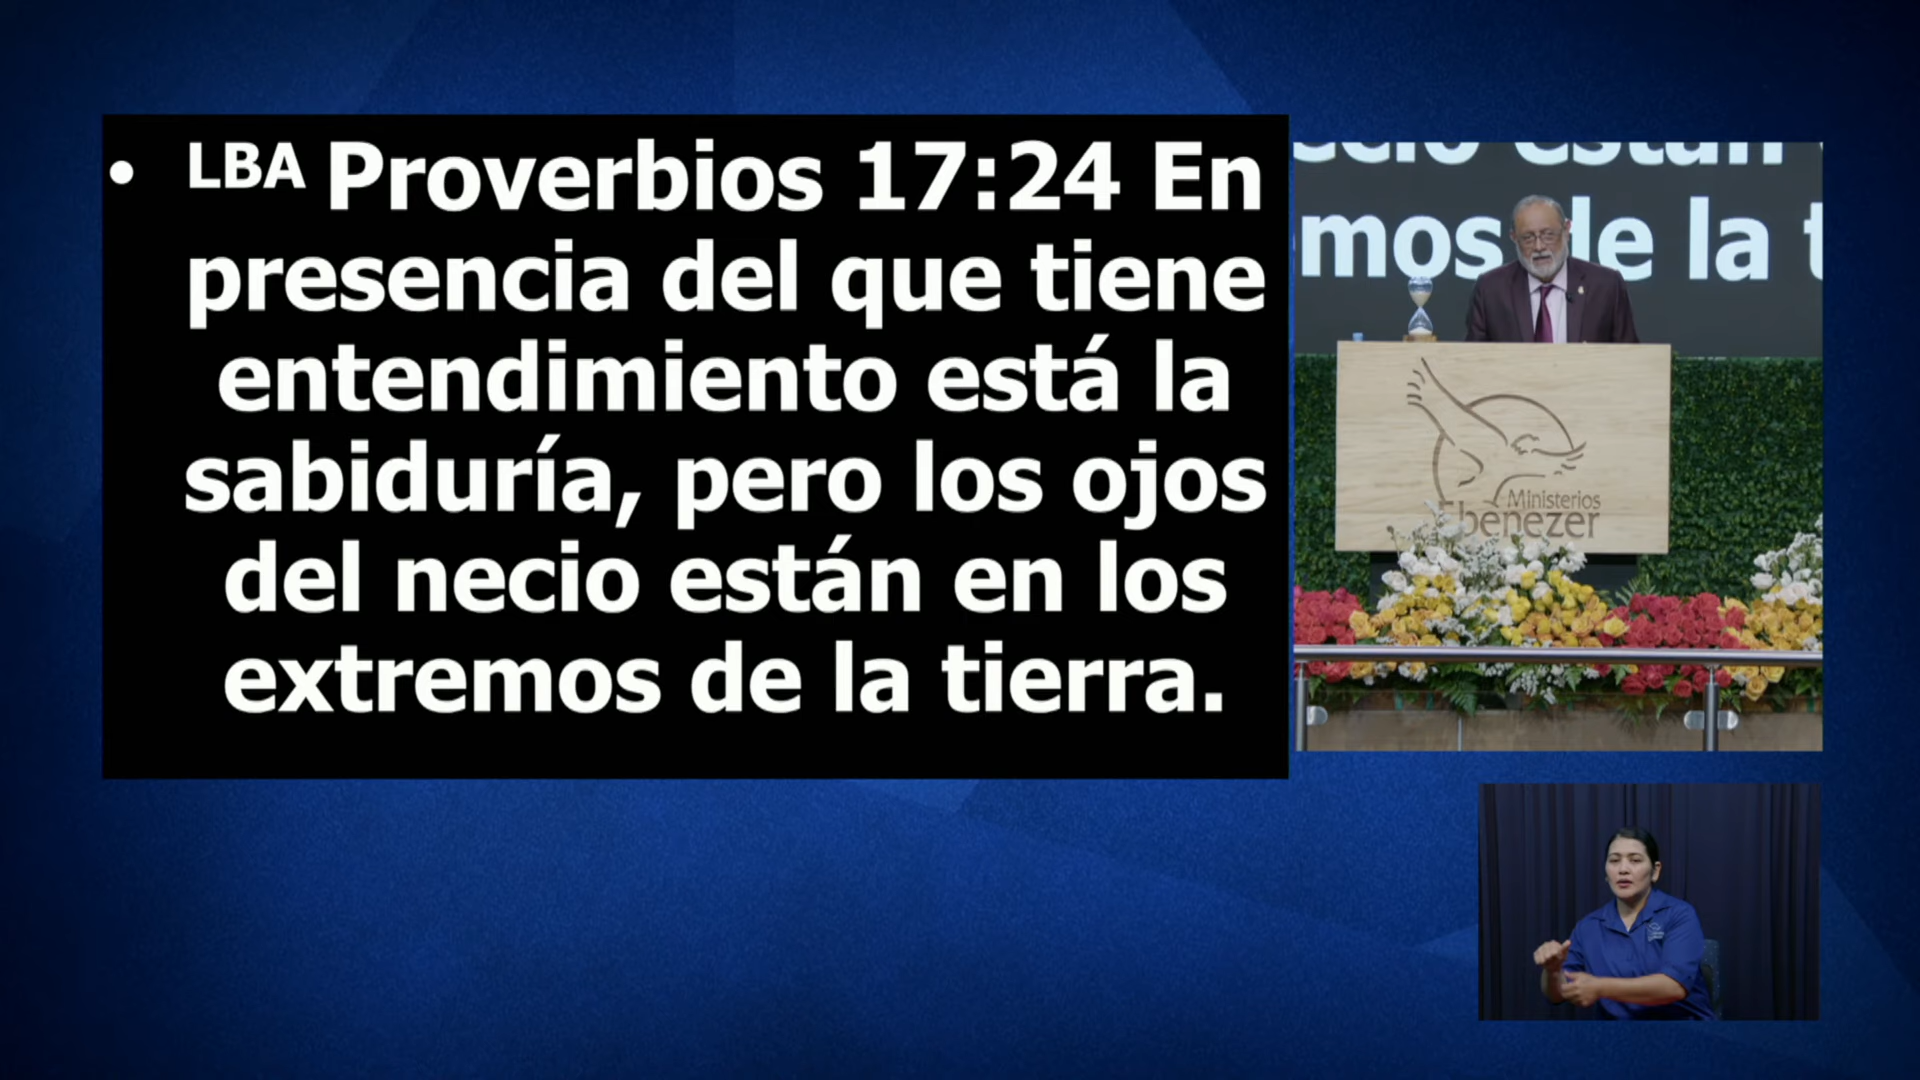 • LBA Proverbios 17:24 En
presencia del que tiene
entendimiento está la
sabiduría, pero los ojos
del necio están en los
extremos de la tierra.
están
mos de la t
Ministerios
Ebenezer